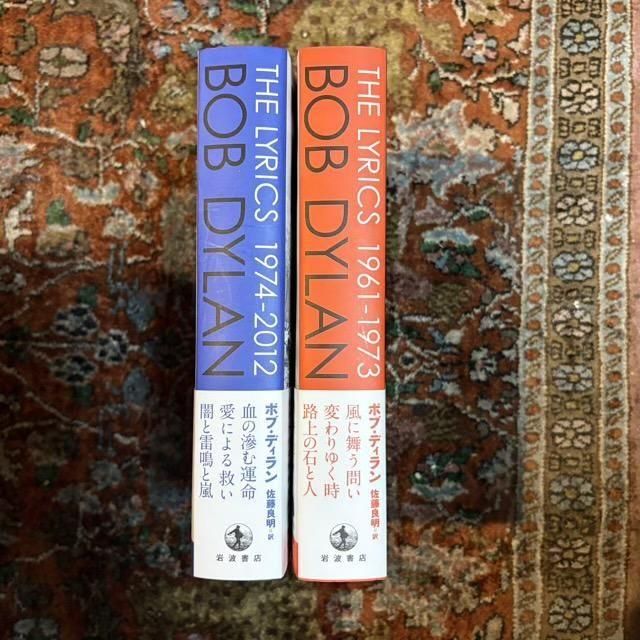 THE LYRICS 1974-2012
BOB DYLAN
ボブ・ディラン
佐藤良明・訳
血の滲む運命
愛による救い
闇と雷鳴と嵐
岩波書店
THE LYRICS 1961-1973
BOB DYLAN
ボブ・ディラン
佐藤良明・訳
風に舞う問い
変わりゆく時
路上の石と人
岩波書店